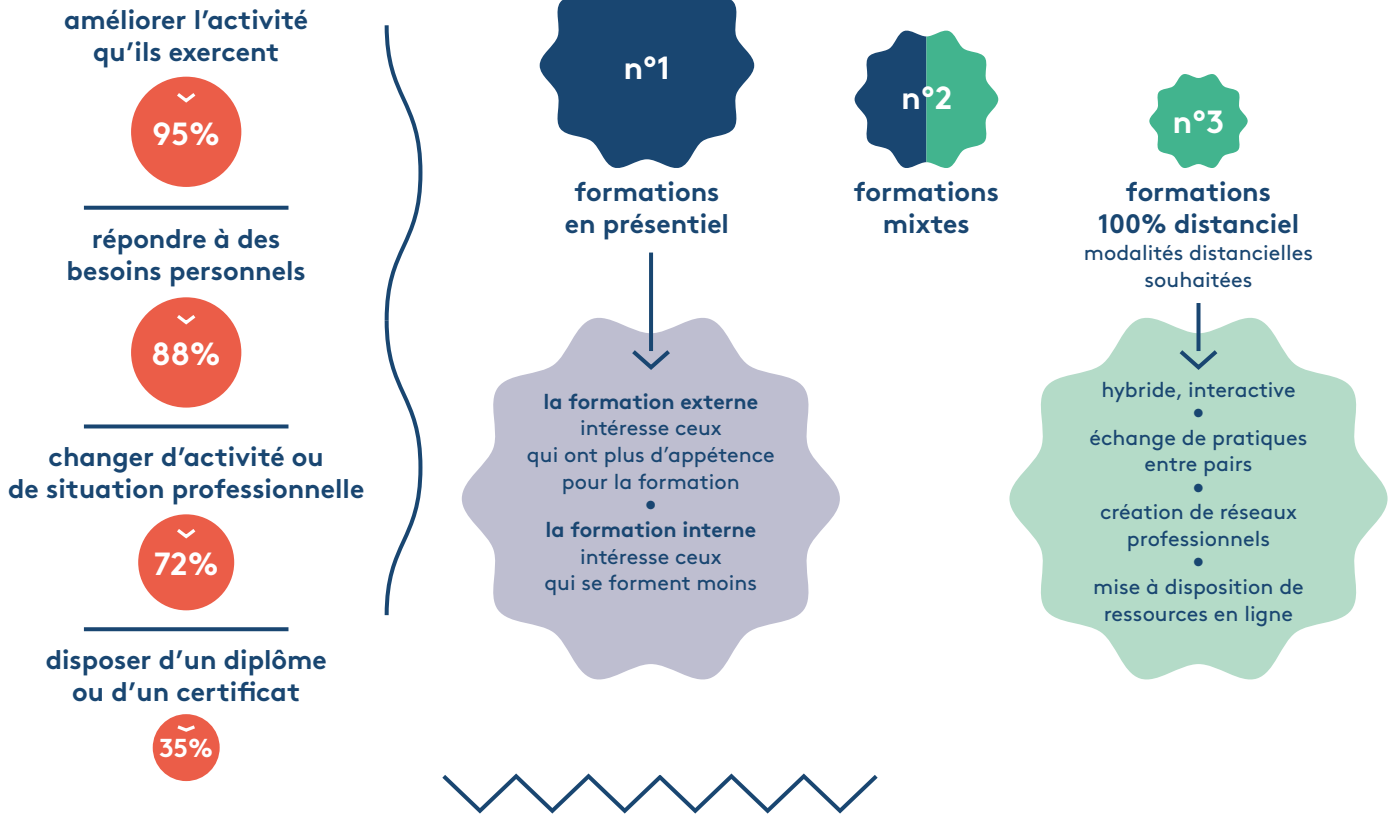 améliorer l’activité
qu’ils exercent
95%
répondre à des
besoins personnels
88%
changer d’activité ou
de situation professionnelle
72%
disposer d’un diplôme
ou d’un certificat
35%
n°1
formations
en présentiel
la formation externe
intéresse ceux
qui ont plus d’appétence
pour la formation
•
la formation interne
intéresse ceux
qui se forment moins
n°2
formations
mixtes
n°3
formations
100% distanciel
modalités distancielles
souhaitées
hybride, interactive
•
échange de pratiques
entre pairs
•
création de réseaux
professionnels
•
mise à disposition de
ressources en ligne